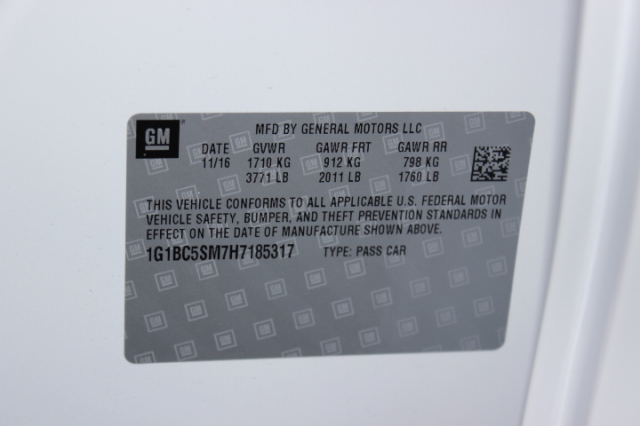 GM
MFD BY GENERAL MOTORS LLC
DATE GVWR GAWR FRT GAWR RR
11/16 1710 KG 912 KG 798 KG
3771 LB 2011 LB 1760 LB
THIS VEHICLE CONFORMS TO ALL APPLICABLE U.S. FEDERAL MOTOR
VEHICLE SAFETY, BUMPER, AND THEFT PREVENTION STANDARDS IN
EFFECT ON THE DATE OF MANUFACTURE SHOWN ABOVE.
1G1BC5SM7H7185317 TYPE: PASS CAR